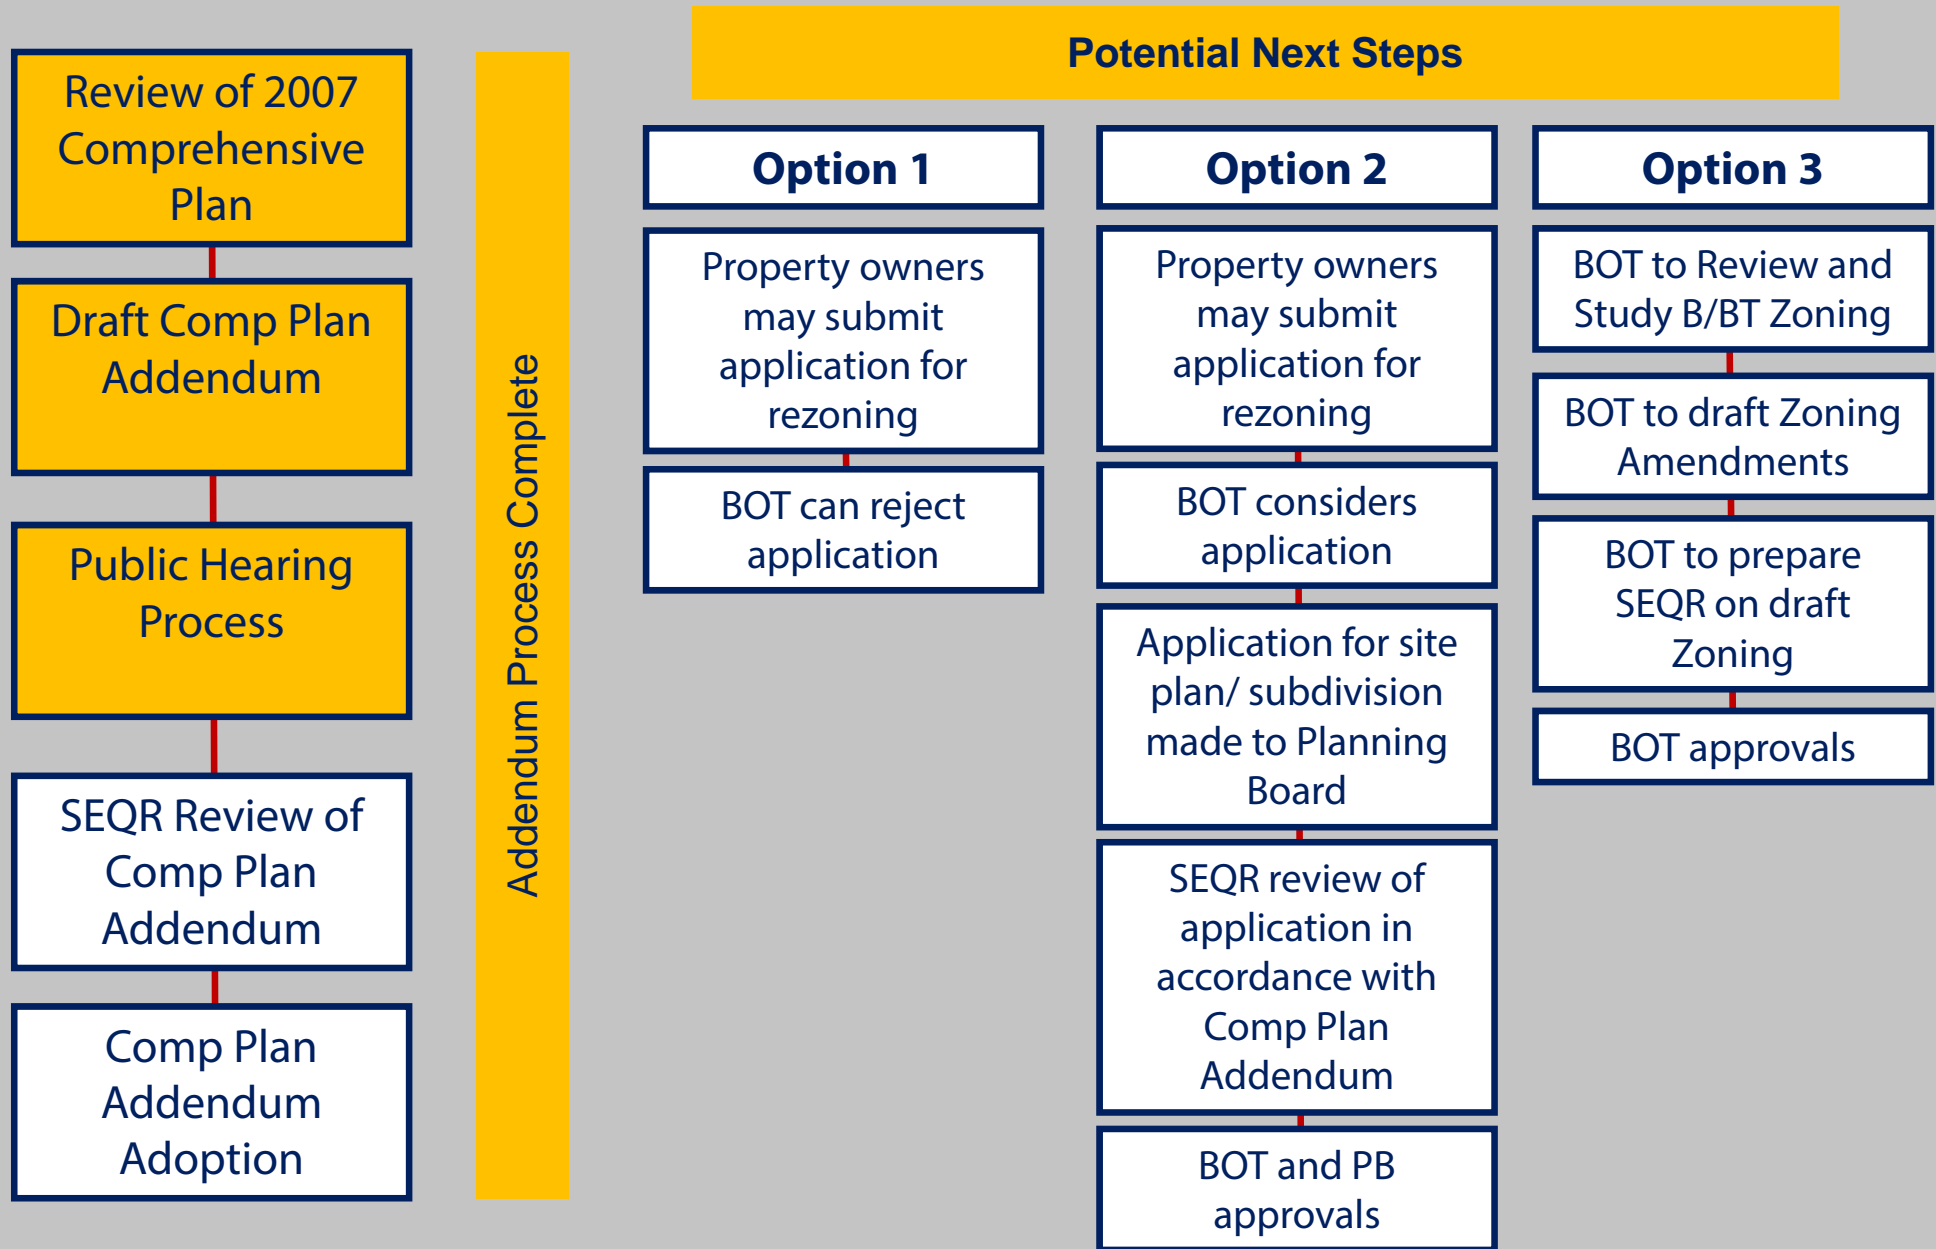 Review of 2007
Comprehensive
Plan
Draft Comp Plan
Addendum
Public Hearing
Process
SEQR Review of
Comp Plan
Addendum
Comp Plan
Addendum
Adoption
Addendum Process Complete
Potential Next Steps
Option 1
Property owners
may submit
application for
rezoning
BOT can reject
application
Option 2
Property owners
may submit
application for
rezoning
BOT considers
application
Application for site
plan/ subdivision
made to Planning
Board
SEQR review of
application in
accordance with
Comp Plan
Addendum
BOT and PB
approvals
Option 3
BOT to Review and
Study B/BT Zoning
BOT to draft Zoning
Amendments
BOT to prepare
SEQR on draft
Zoning
BOT approvals